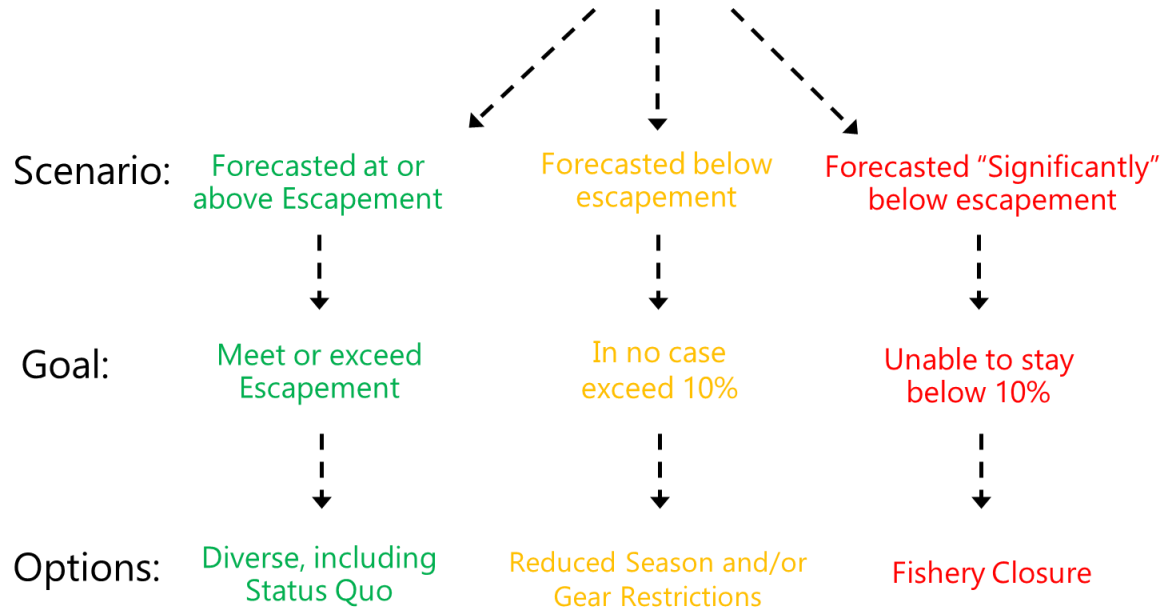 Scenario:
Forecasted at or
above Escapement
Forecasted below
escapement
Forecasted “Significantly”
below escapement
Goal:
Meet or exceed
Escapement
In no case
exceed 10%
Unable to stay
below 10%
Options:
Diverse, including
Status Quo
Reduced Season and/or
Gear Restrictions
Fishery Closure